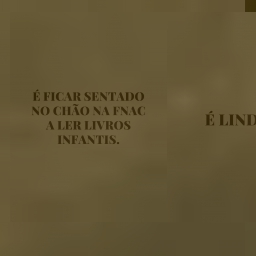 É FICAR SENTADO
NO CHÃO NA FNAC
A LER LIVROS
INFANTIS.
É LIND